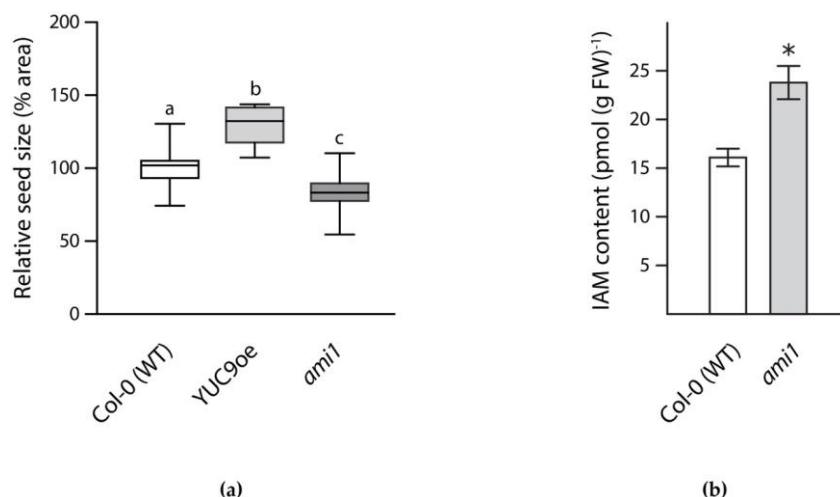 Relative seed size (% area)
200
150
100
50
0
a
b
c
Col-0 (WT)
YUC9oe
ami1
(a)
IAM content (pmol (g FW)⁻¹)
25
20
15
10
5
*
Col-0 (WT)
ami1
(b)